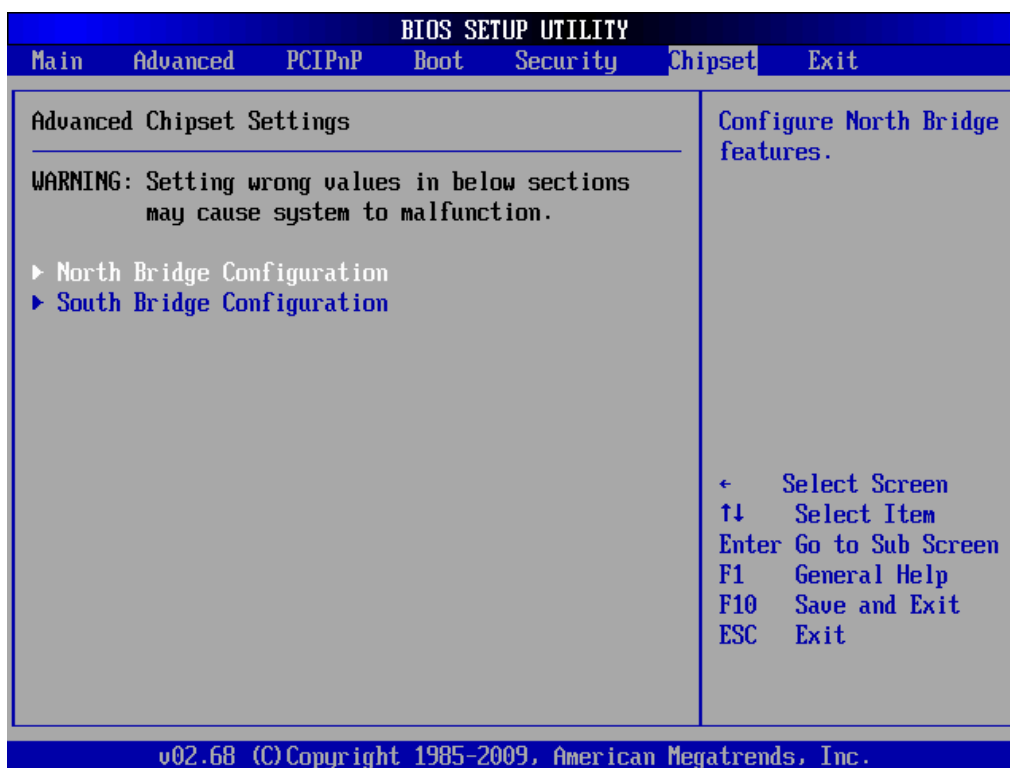 BIOS SETUP UTILITY
Main Advanced PCIPnP Boot Security Chipset Exit
Advanced Chipset Settings
WARNING: Setting wrong values in below sections
may cause system to malfunction.
▶ North Bridge Configuration
▶ South Bridge Configuration
Configure North Bridge
features.
← Select Screen
↑↓ Select Item
Enter Go to Sub Screen
F1 General Help
F10 Save and Exit
ESC Exit
v02.68 (C)Copyright 1985-2009, American Megatrends, Inc.